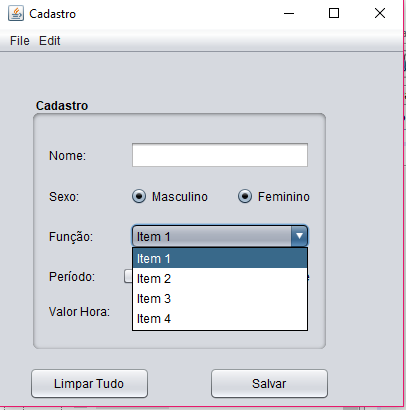 Cadastro
File Edit
Cadastro
Nome:
Sexo: Masculino Feminino
Função: Item 1
Item 1
Período:
Item 2
Item 3
Valor Hora:
Item 4
Limpar Tudo Salvar